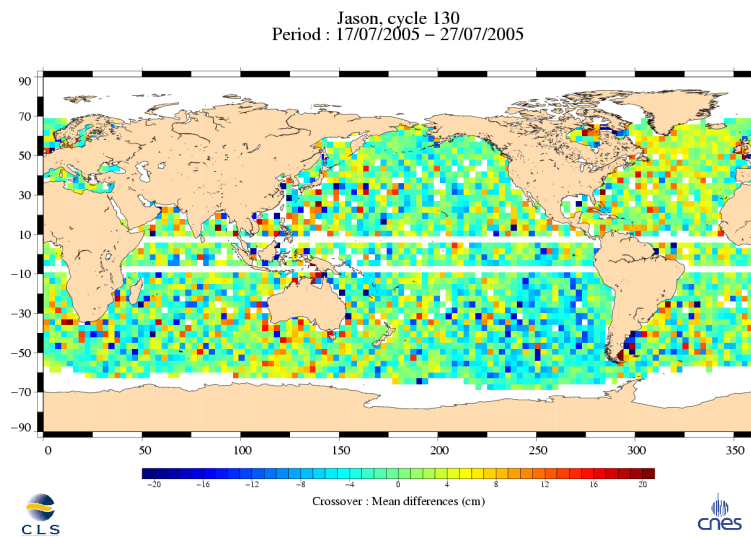 Jason, cycle 130
Period : 17/07/2005 − 27/07/2005
90
70
50
30
10
−10
−30
−50
−70
−90
0 50 100 150 200 250 300 350
−20 −16 −12 −8 −4 0 4 8 12 16 20
Crossover : Mean differences (cm)
CLS
cnes